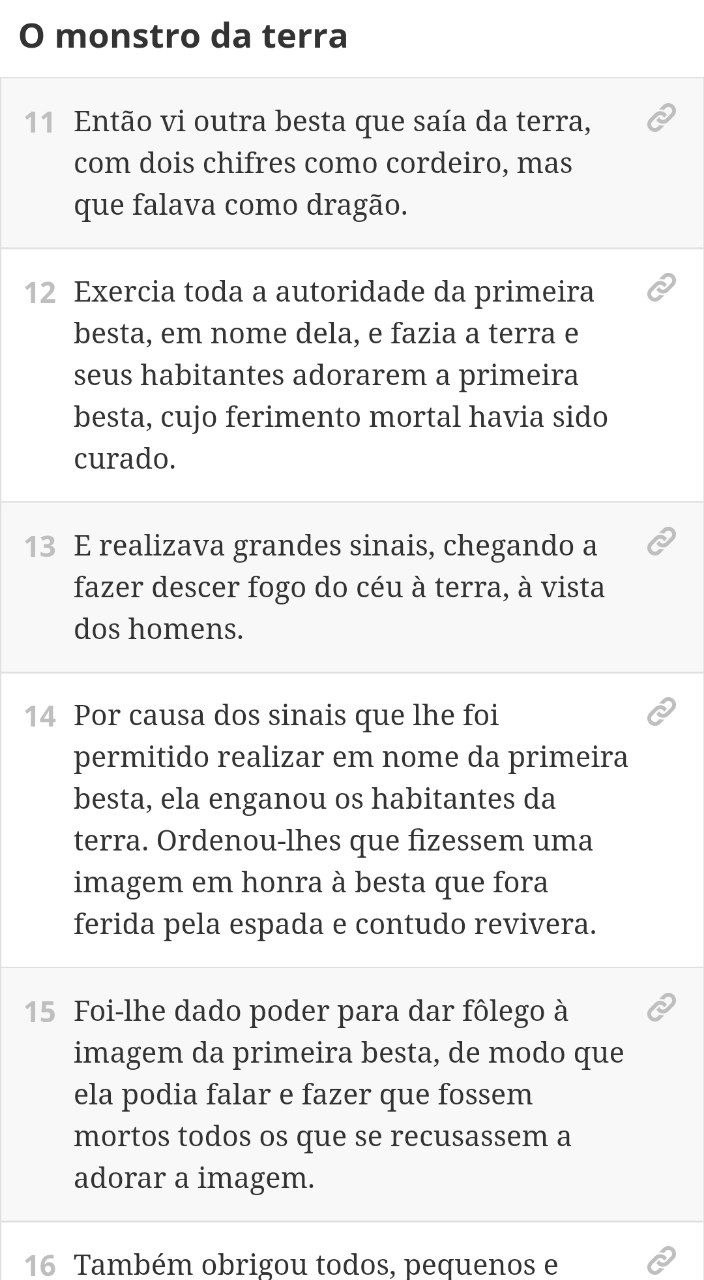 O monstro da terra
11 Então vi outra besta que saía da terra,
com dois chifres como cordeiro, mas
que falava como dragão.
12 Exercia toda a autoridade da primeira
besta, em nome dela, e fazia a terra e
seus habitantes adorarem a primeira
besta, cujo ferimento mortal havia sido
curado.
13 E realizava grandes sinais, chegando a
fazer descer fogo do céu à terra, à vista
dos homens.
14 Por causa dos sinais que lhe foi
permitido realizar em nome da primeira
besta, ela enganou os habitantes da
terra. Ordenou-lhes que fizessem uma
imagem em honra à besta que fora
ferida pela espada e contudo revivera.
15 Foi-lhe dado poder para dar fôlego à
imagem da primeira besta, de modo que
ela podia falar e fazer que fossem
mortos todos os que se recusassem a
adorar a imagem.
16 Também obrigou todos, pequenos e